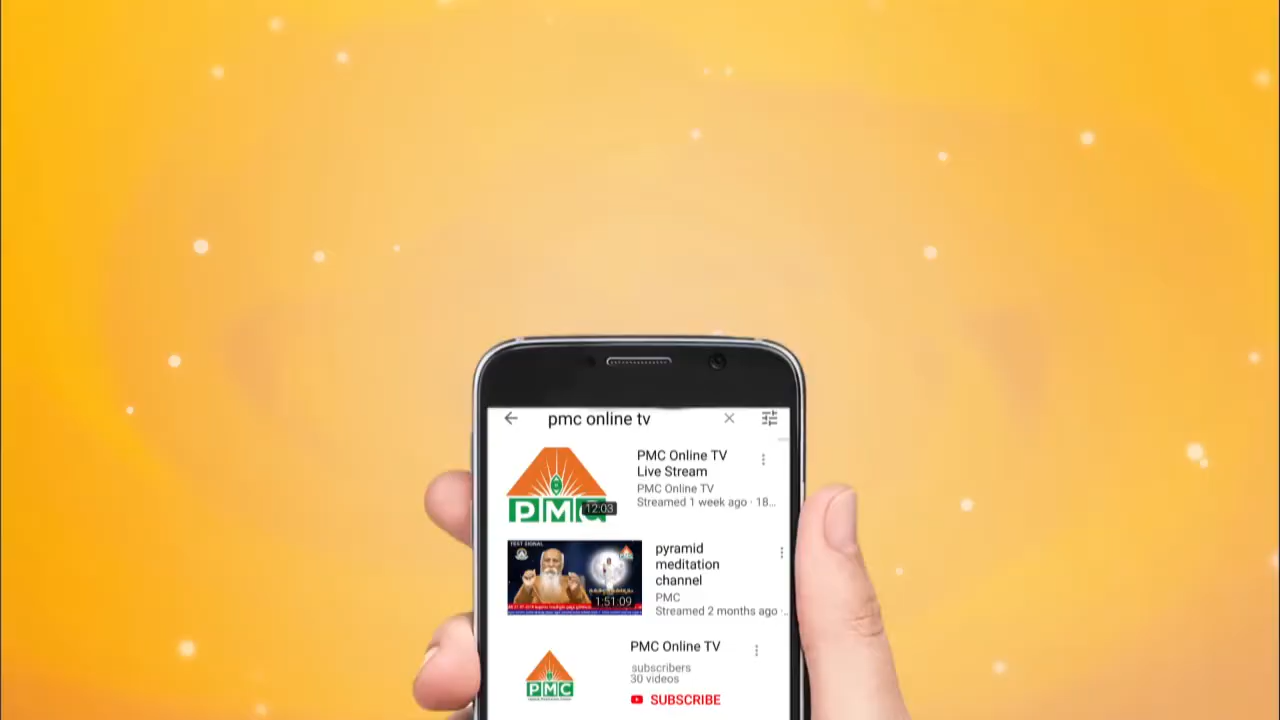 pmc online tv
PMC Online TV
Live Stream
PMC Online TV
Streamed 1 week ago · 18...
PMC
12:03
TEST SIGNAL
pyramid
meditation
channel
PMC
Streamed 2 months ago ·..
1:51:09
PMC Online TV
subscribers
30 videos
PMC
SUBSCRIBE